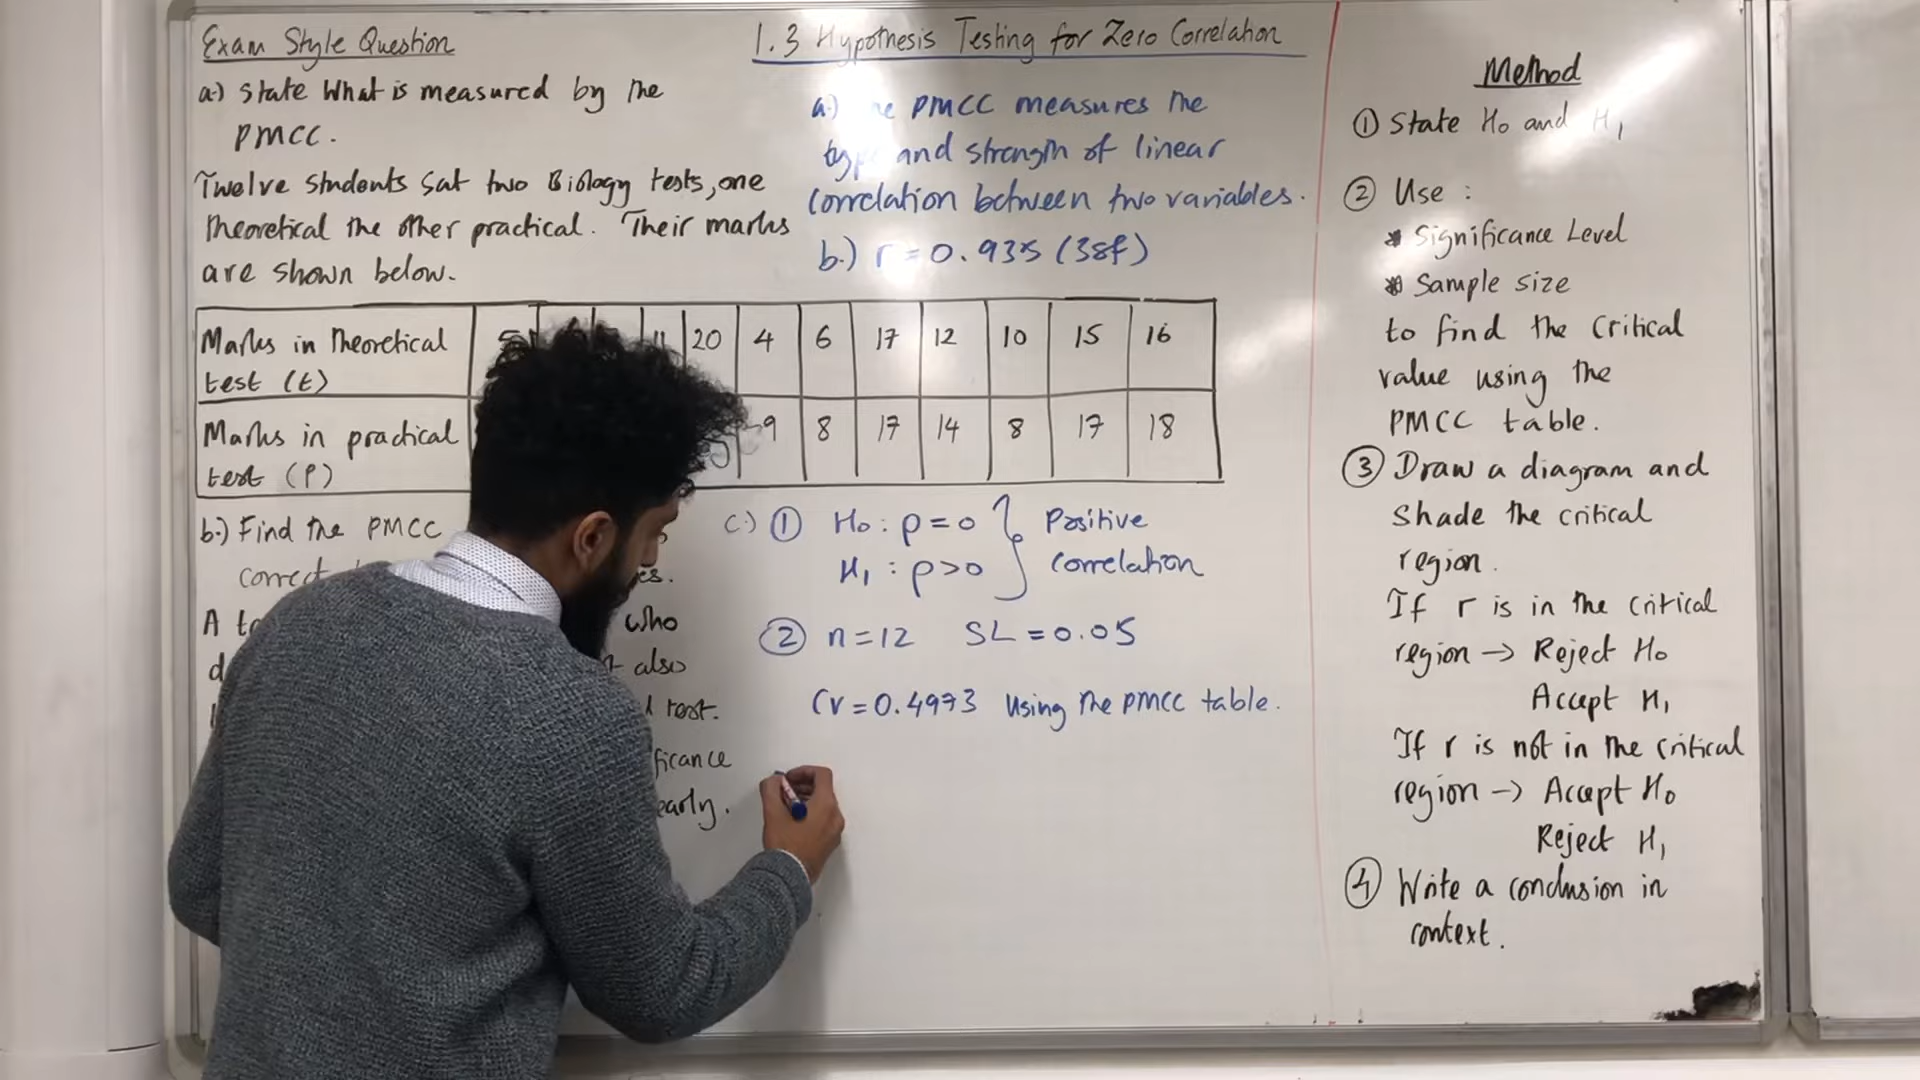 Exam Style Question
a.) State What is measured by the
PMCC.
Twelve students sat two Biology tests, one
theoretical the other practical. Their marks
are shown below.
Marks in theoretical
test (t)
5
11
20
4
6
17
12
10
15
16
Marks in practical
test (P)
9
8
17
14
8
17
18
b.) Find the PMCC
correct
A
who
also
test.
1.3 Hypothesis Testing for Zero Correlation
a.) PMCC measures the
and strength of linear
correlation between two variables.
b.) r = 0.935 (3sf)
c.) ① H₀ : ρ = 0 } Positive
H₁ : ρ > 0 } correlation
② n = 12 SL = 0.05
Cv = 0.4973 using the PMCC table.
Method
① State H₀ and H₁
② Use :
* Significance Level
* Sample size
to find the critical
value using the
PMCC table.
③ Draw a diagram and
shade the critical
region.
If r is in the critical
region → Reject H₀
Accept H₁
If r is not in the critical
region → Accept H₀
Reject H₁
④ Write a conclusion in
context.